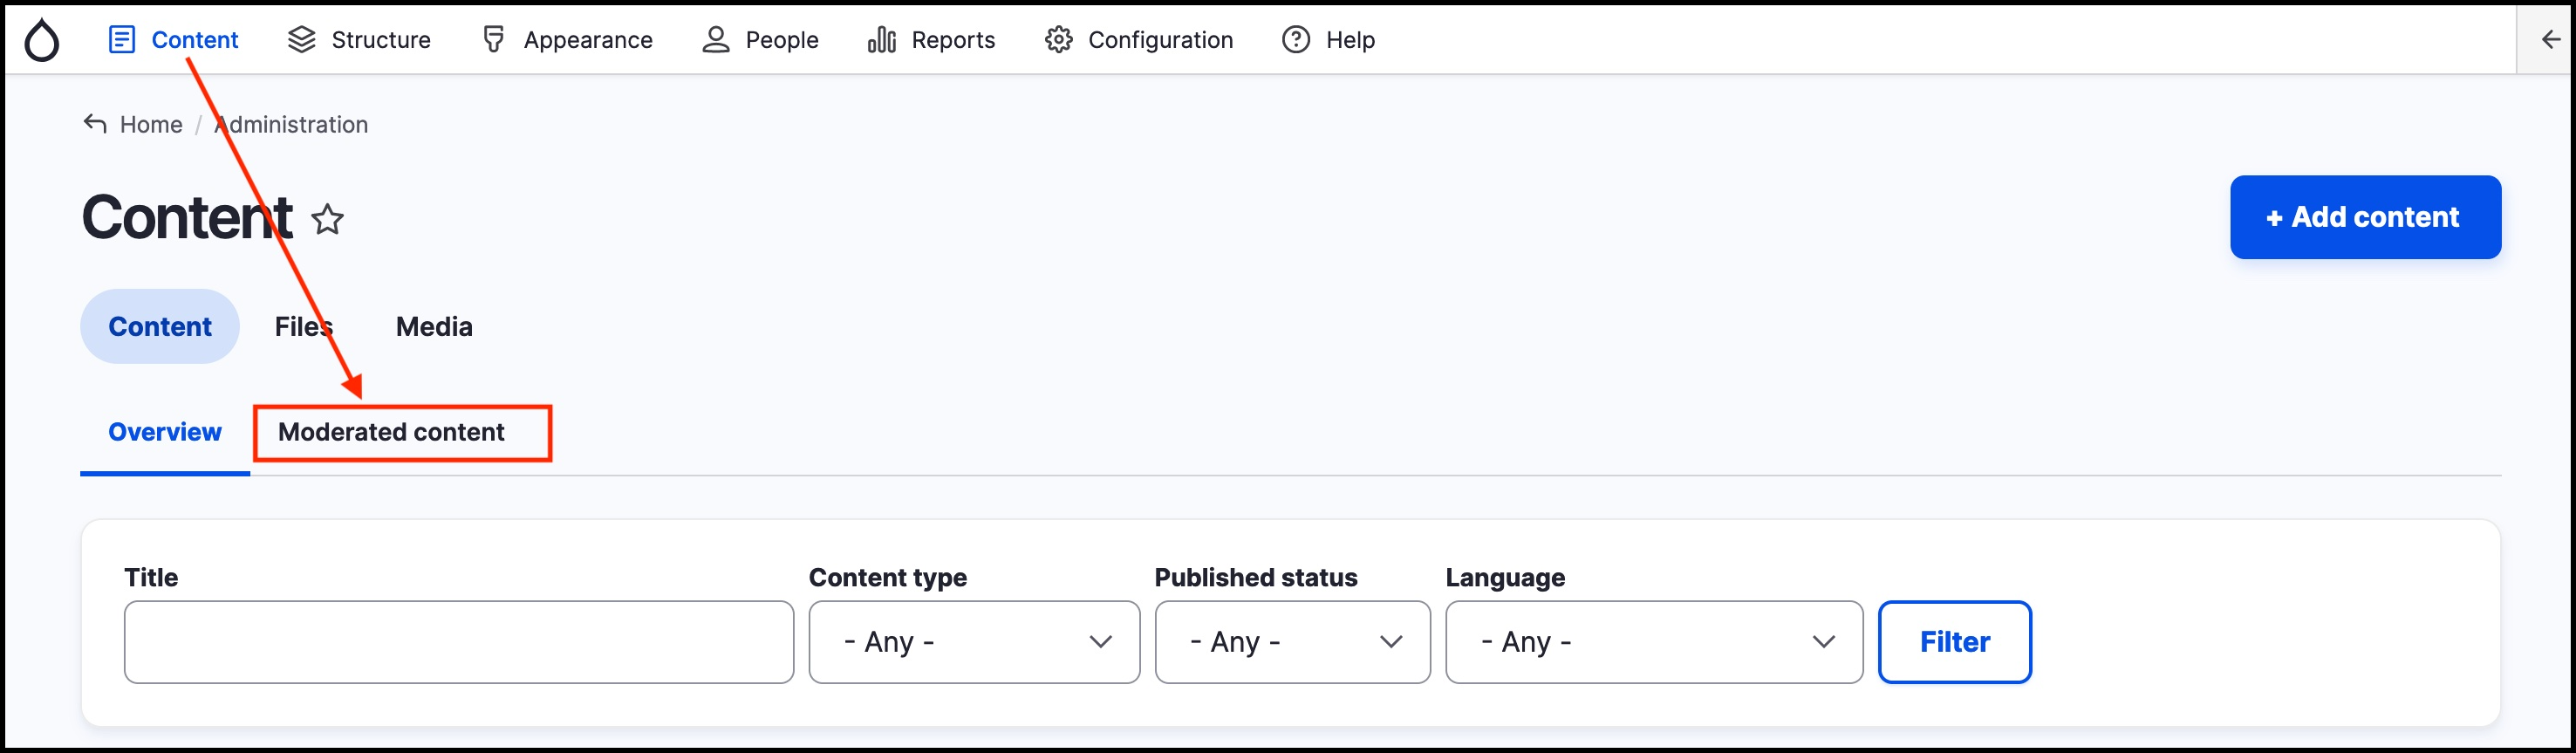 Content Structure Appearance People Reports Configuration Help
Home / Administration
Content
+ Add content
Content Files Media
Overview Moderated content
Title Content type Published status Language
- Any - - Any - - Any - Filter